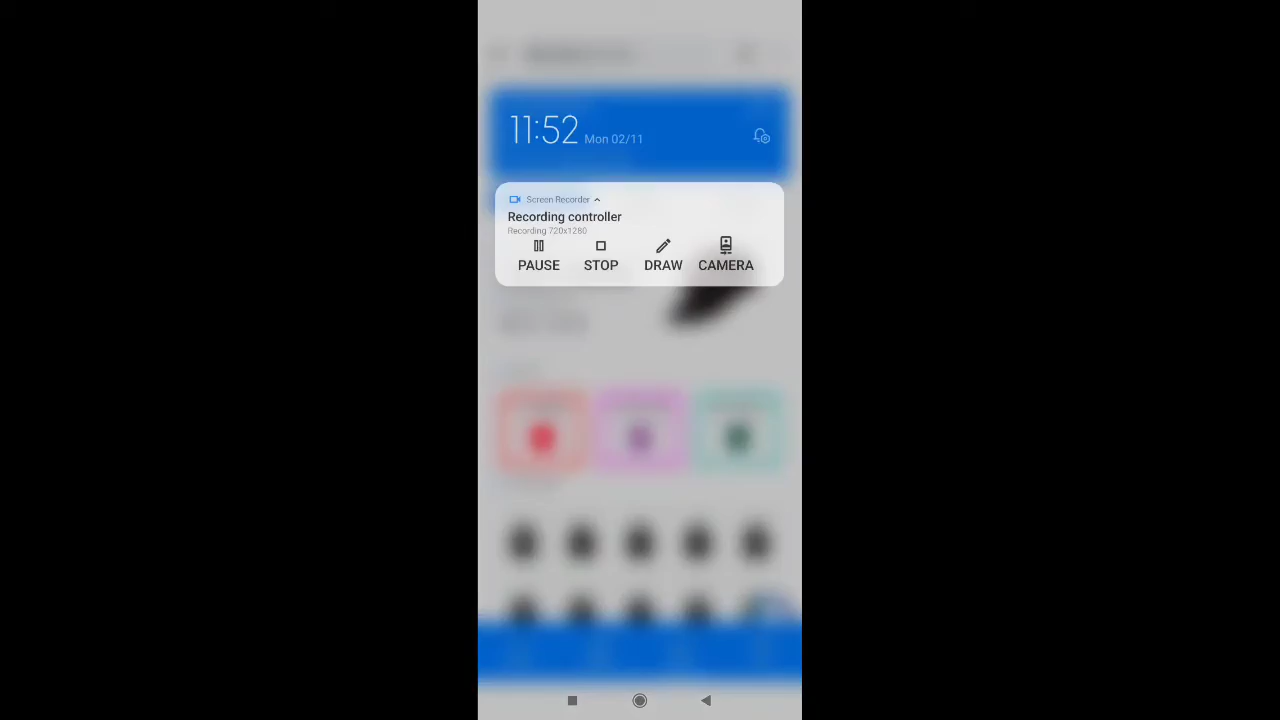 11:52 Mon 02/11
Screen Recorder
Recording controller
Recording 720x1280
PAUSE STOP DRAW CAMERA